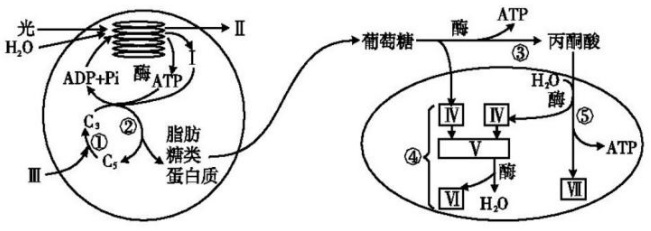 光
H₂O
II
I
ADP+Pi
酶
ATP
C₃
②
①
C₅
III
脂肪
糖类
蛋白质
葡萄糖
酶
ATP
③
丙酮酸
H₂O
酶
IV
IV
⑤
④
V
ATP
酶
VI
H₂O
VII